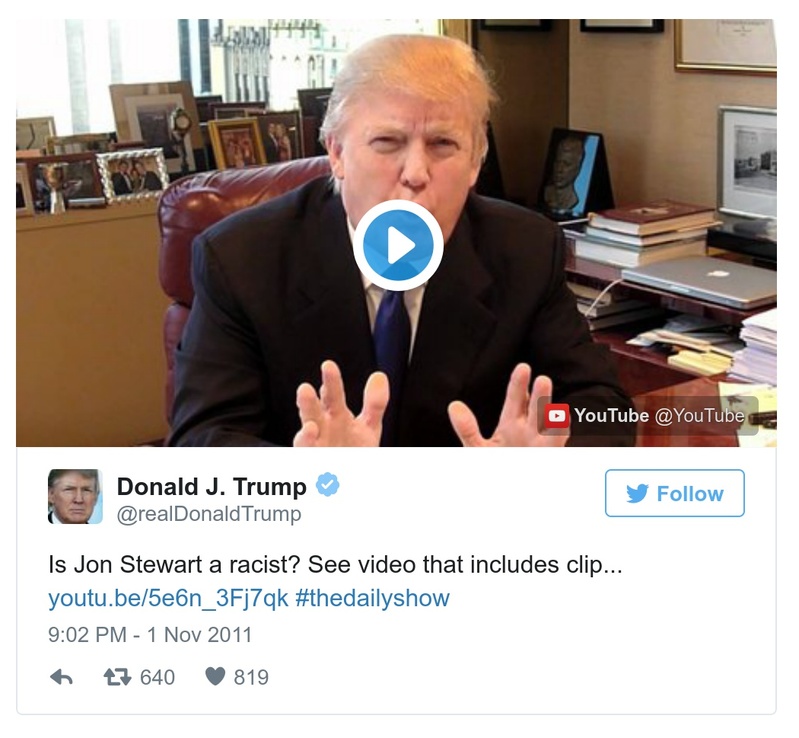 YouTube @YouTube
Donald J. Trump
@realDonaldTrump
Follow
Is Jon Stewart a racist? See video that includes clip...
youtu.be/5e6n_3Fj7qk #thedailyshow
9:02 PM - 1 Nov 2011
640 819